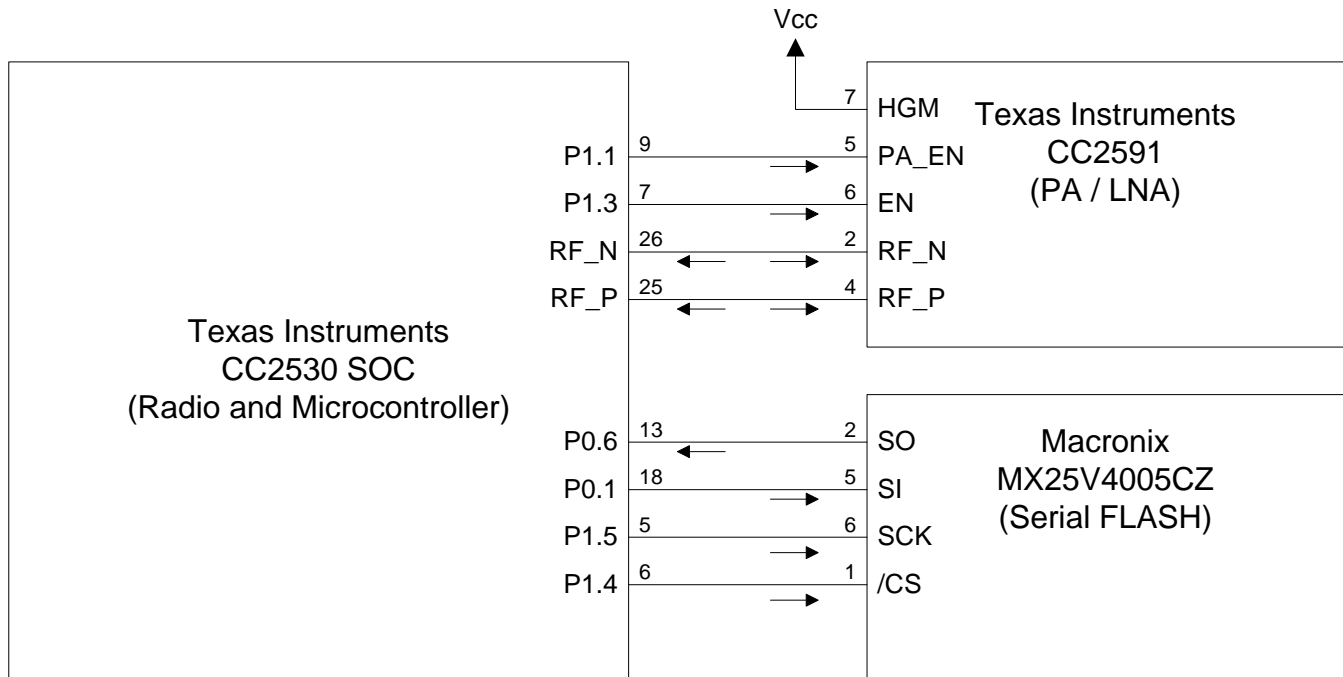 Vcc
7 HGM
Texas Instruments
CC2591
(PA / LNA)
P1.1 9 5 PA_EN
P1.3 7 6 EN
RF_N 26 2 RF_N
RF_P 25 4 RF_P
Texas Instruments
CC2530 SOC
(Radio and Microcontroller)
P0.6 13 2 SO
P0.1 18 5 SI
P1.5 5 6 SCK
P1.4 6 1 /CS
Macronix
MX25V4005CZ
(Serial FLASH)